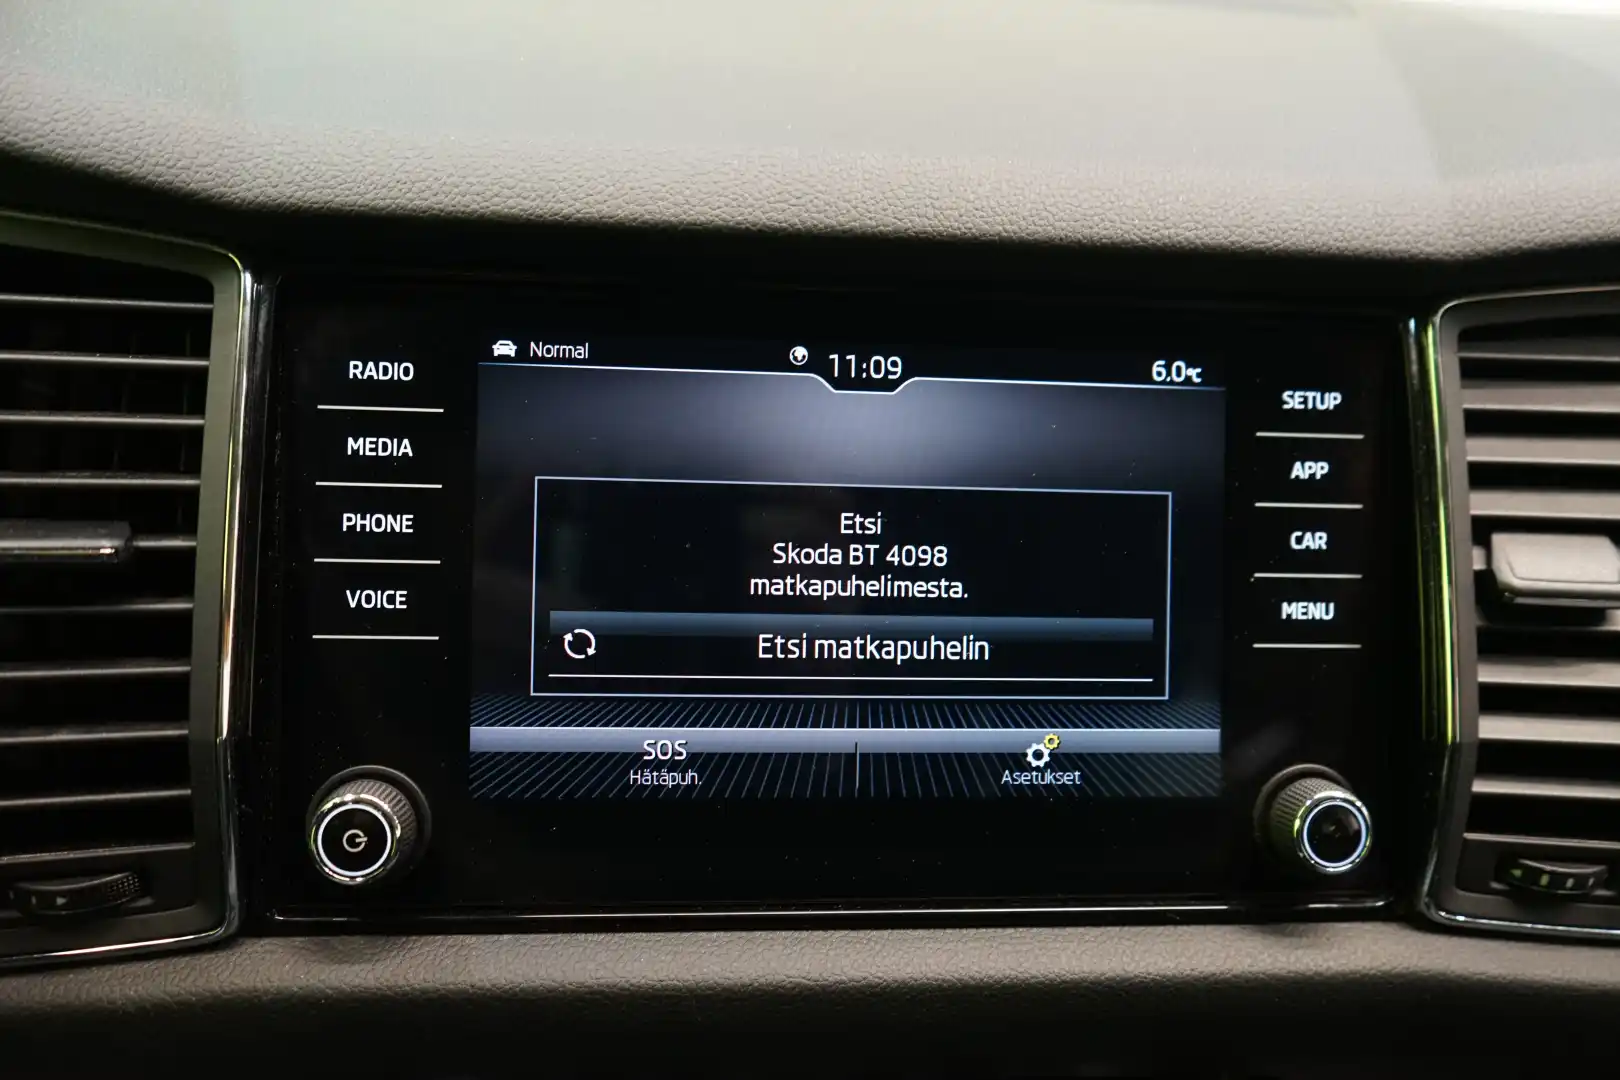 Normal
11:09
6.0°C
RADIO
MEDIA
PHONE
VOICE
Etsi
Skoda BT 4098
matkapuhelimesta.
Etsi matkapuhelin
SOS
Hätäpuh.
Asetukset
SETUP
APP
CAR
MENU